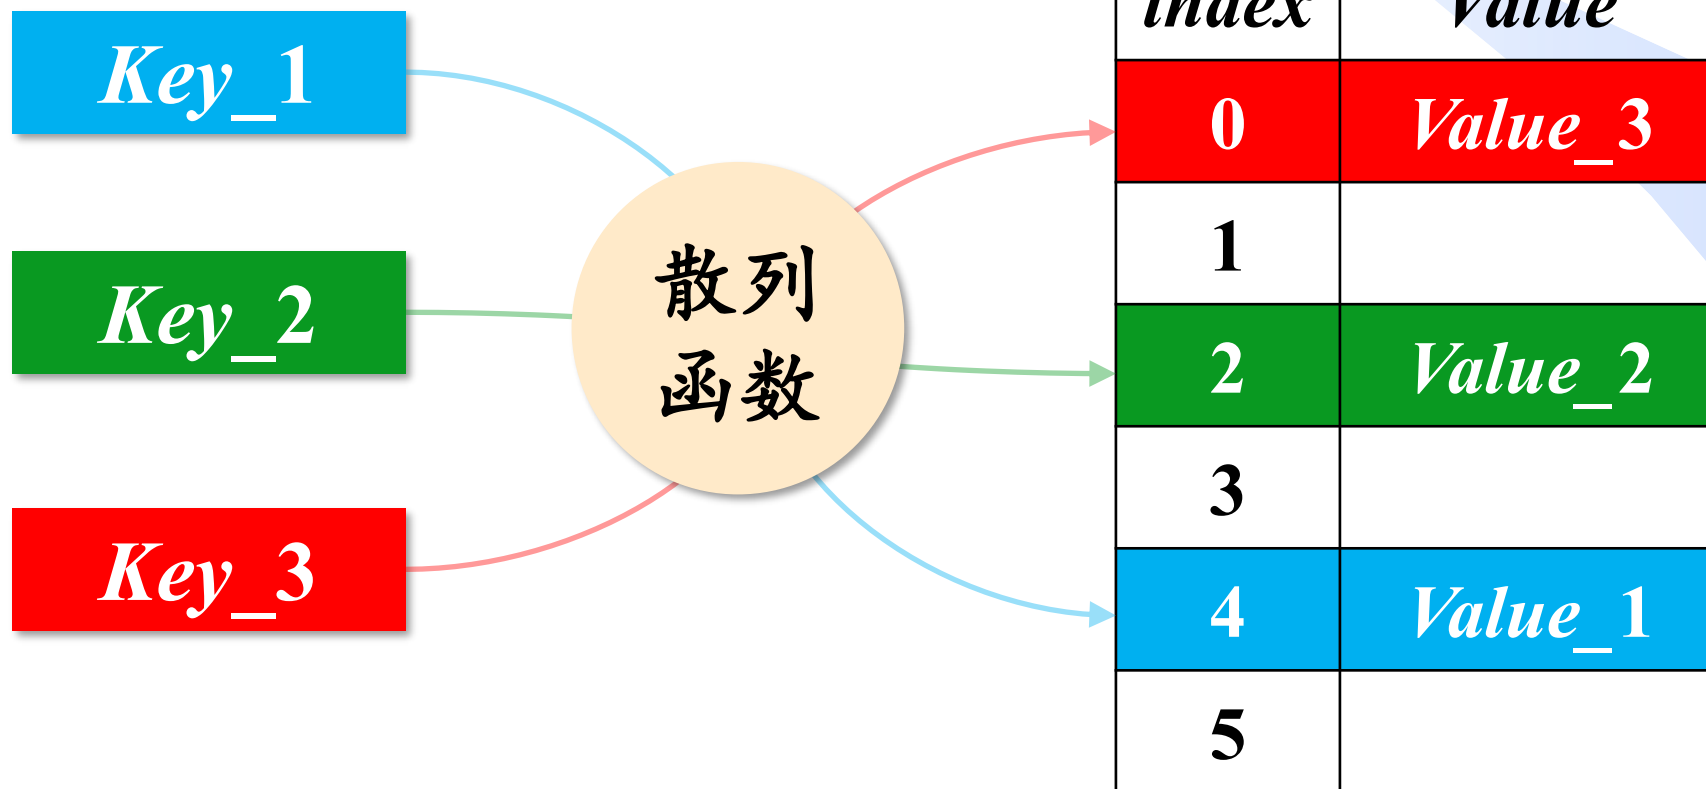 Key_1
Key_2
Key_3
散列
函数
index Value
0 Value_3
1
2 Value_2
3
4 Value_1
5